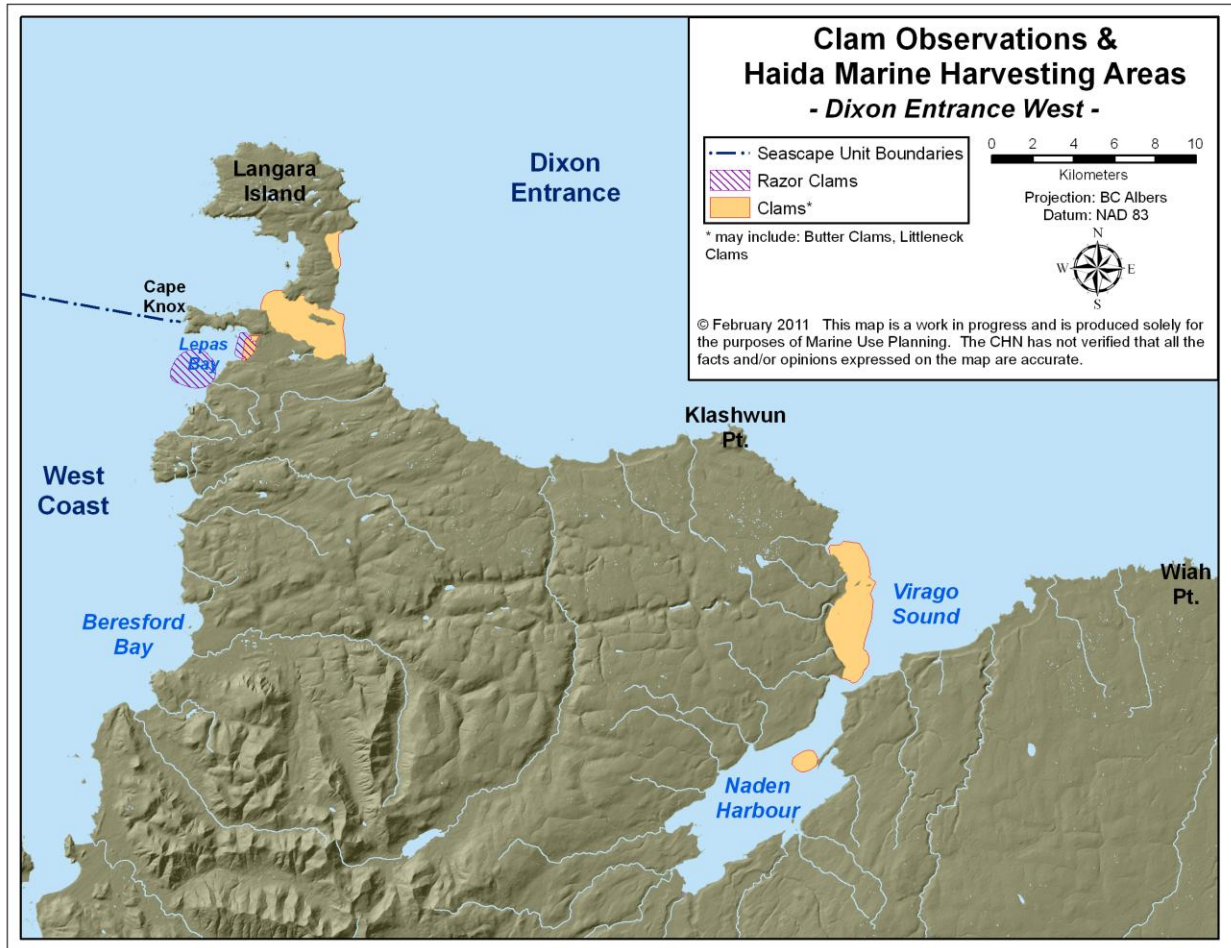 Clam Observations &
Haida Marine Harvesting Areas
- Dixon Entrance West -
Seascape Unit Boundaries
Razor Clams
Clams*
* may include: Butter Clams, Littleneck
Clams
0 2 4 6 8 10
Kilometers
Projection: BC Albers
Datum: NAD 83
N
W E
S
© February 2011 This map is a work in progress and is produced solely for
the purposes of Marine Use Planning. The CHN has not verified that all the
facts and/or opinions expressed on the map are accurate.
Langara
Island
Dixon
Entrance
Cape
Knox
Lepas
Bay
Klashwun
Pt.
West
Coast
Wiah
Pt.
Virago
Sound
Beresford
Bay
Naden
Harbour